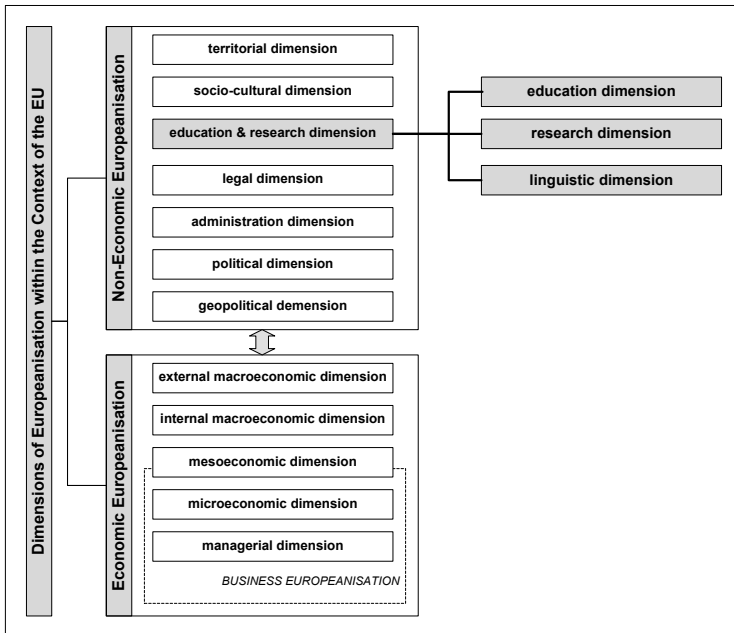 Dimensions of Europeanisation within the Context of the EU
Non-Economic Europeanisation
territorial dimension
socio-cultural dimension
education & research dimension
legal dimension
administration dimension
political dimension
geopolitical demension
education dimension
research dimension
linguistic dimension
Economic Europeanisation
external macroeconomic dimension
internal macroeconomic dimension
mesoeconomic dimension
microeconomic dimension
managerial dimension
BUSINESS EUROPEANISATION